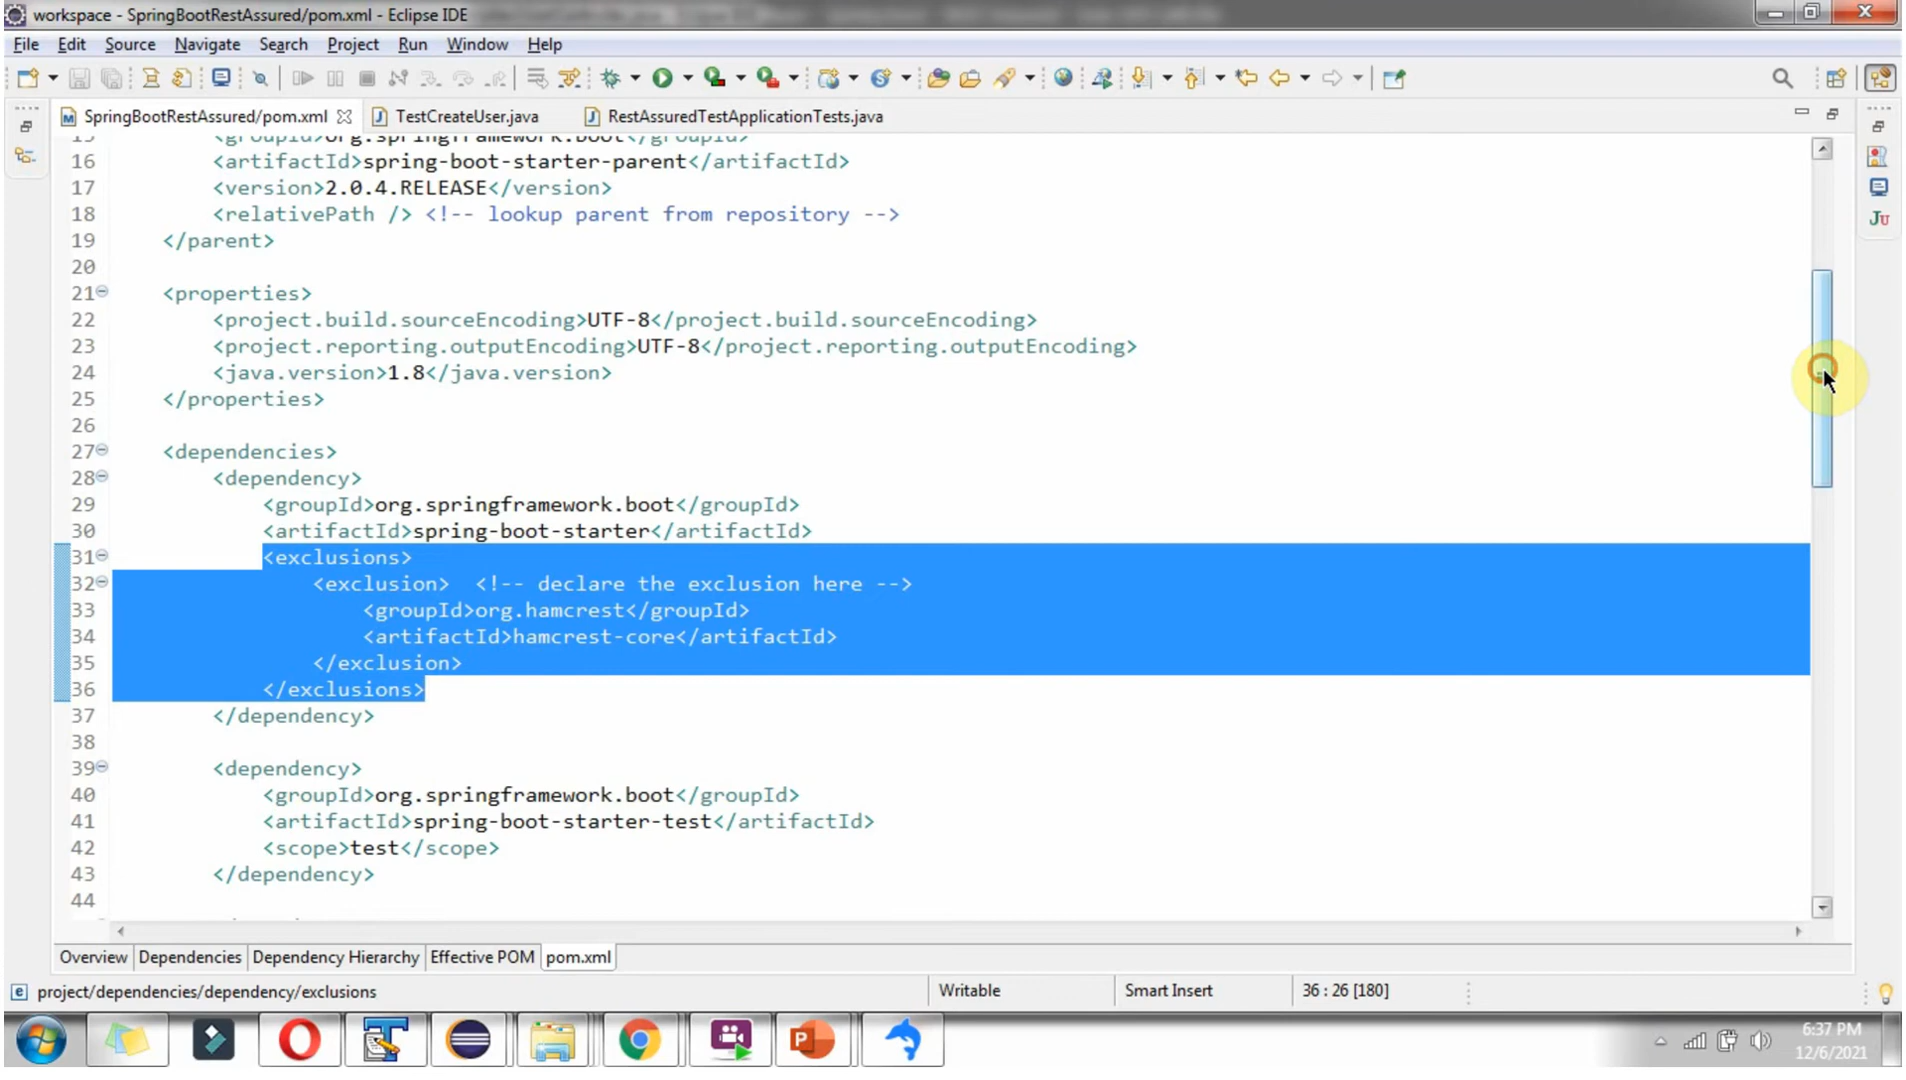 workspace - SpringBootRestAssured/pom.xml - Eclipse IDE
File Edit Source Navigate Search Project Run Window Help
SpringBootRestAssured/pom.xml TestCreateUser.java RestAssuredTestApplicationTests.java
15 <groupId>org.springframework.boot</groupId>
16 <artifactId>spring-boot-starter-parent</artifactId>
17 <version>2.0.4.RELEASE</version>
18 <relativePath /> <!-- lookup parent from repository -->
19 </parent>
20
21 <properties>
22 <project.build.sourceEncoding>UTF-8</project.build.sourceEncoding>
23 <project.reporting.outputEncoding>UTF-8</project.reporting.outputEncoding>
24 <java.version>1.8</java.version>
25 </properties>
26
27 <dependencies>
28 <dependency>
29 <groupId>org.springframework.boot</groupId>
30 <artifactId>spring-boot-starter</artifactId>
31 <exclusions>
32 <exclusion> <!-- declare the exclusion here -->
33 <groupId>org.hamcrest</groupId>
34 <artifactId>hamcrest-core</artifactId>
35 </exclusion>
36 </exclusions>
37 </dependency>
38
39 <dependency>
40 <groupId>org.springframework.boot</groupId>
41 <artifactId>spring-boot-starter-test</artifactId>
42 <scope>test</scope>
43 </dependency>
44
Overview Dependencies Dependency Hierarchy Effective POM pom.xml
project/dependencies/dependency/exclusions Writable Smart Insert 36 : 26 [180]
6:37 PM
12/6/2021